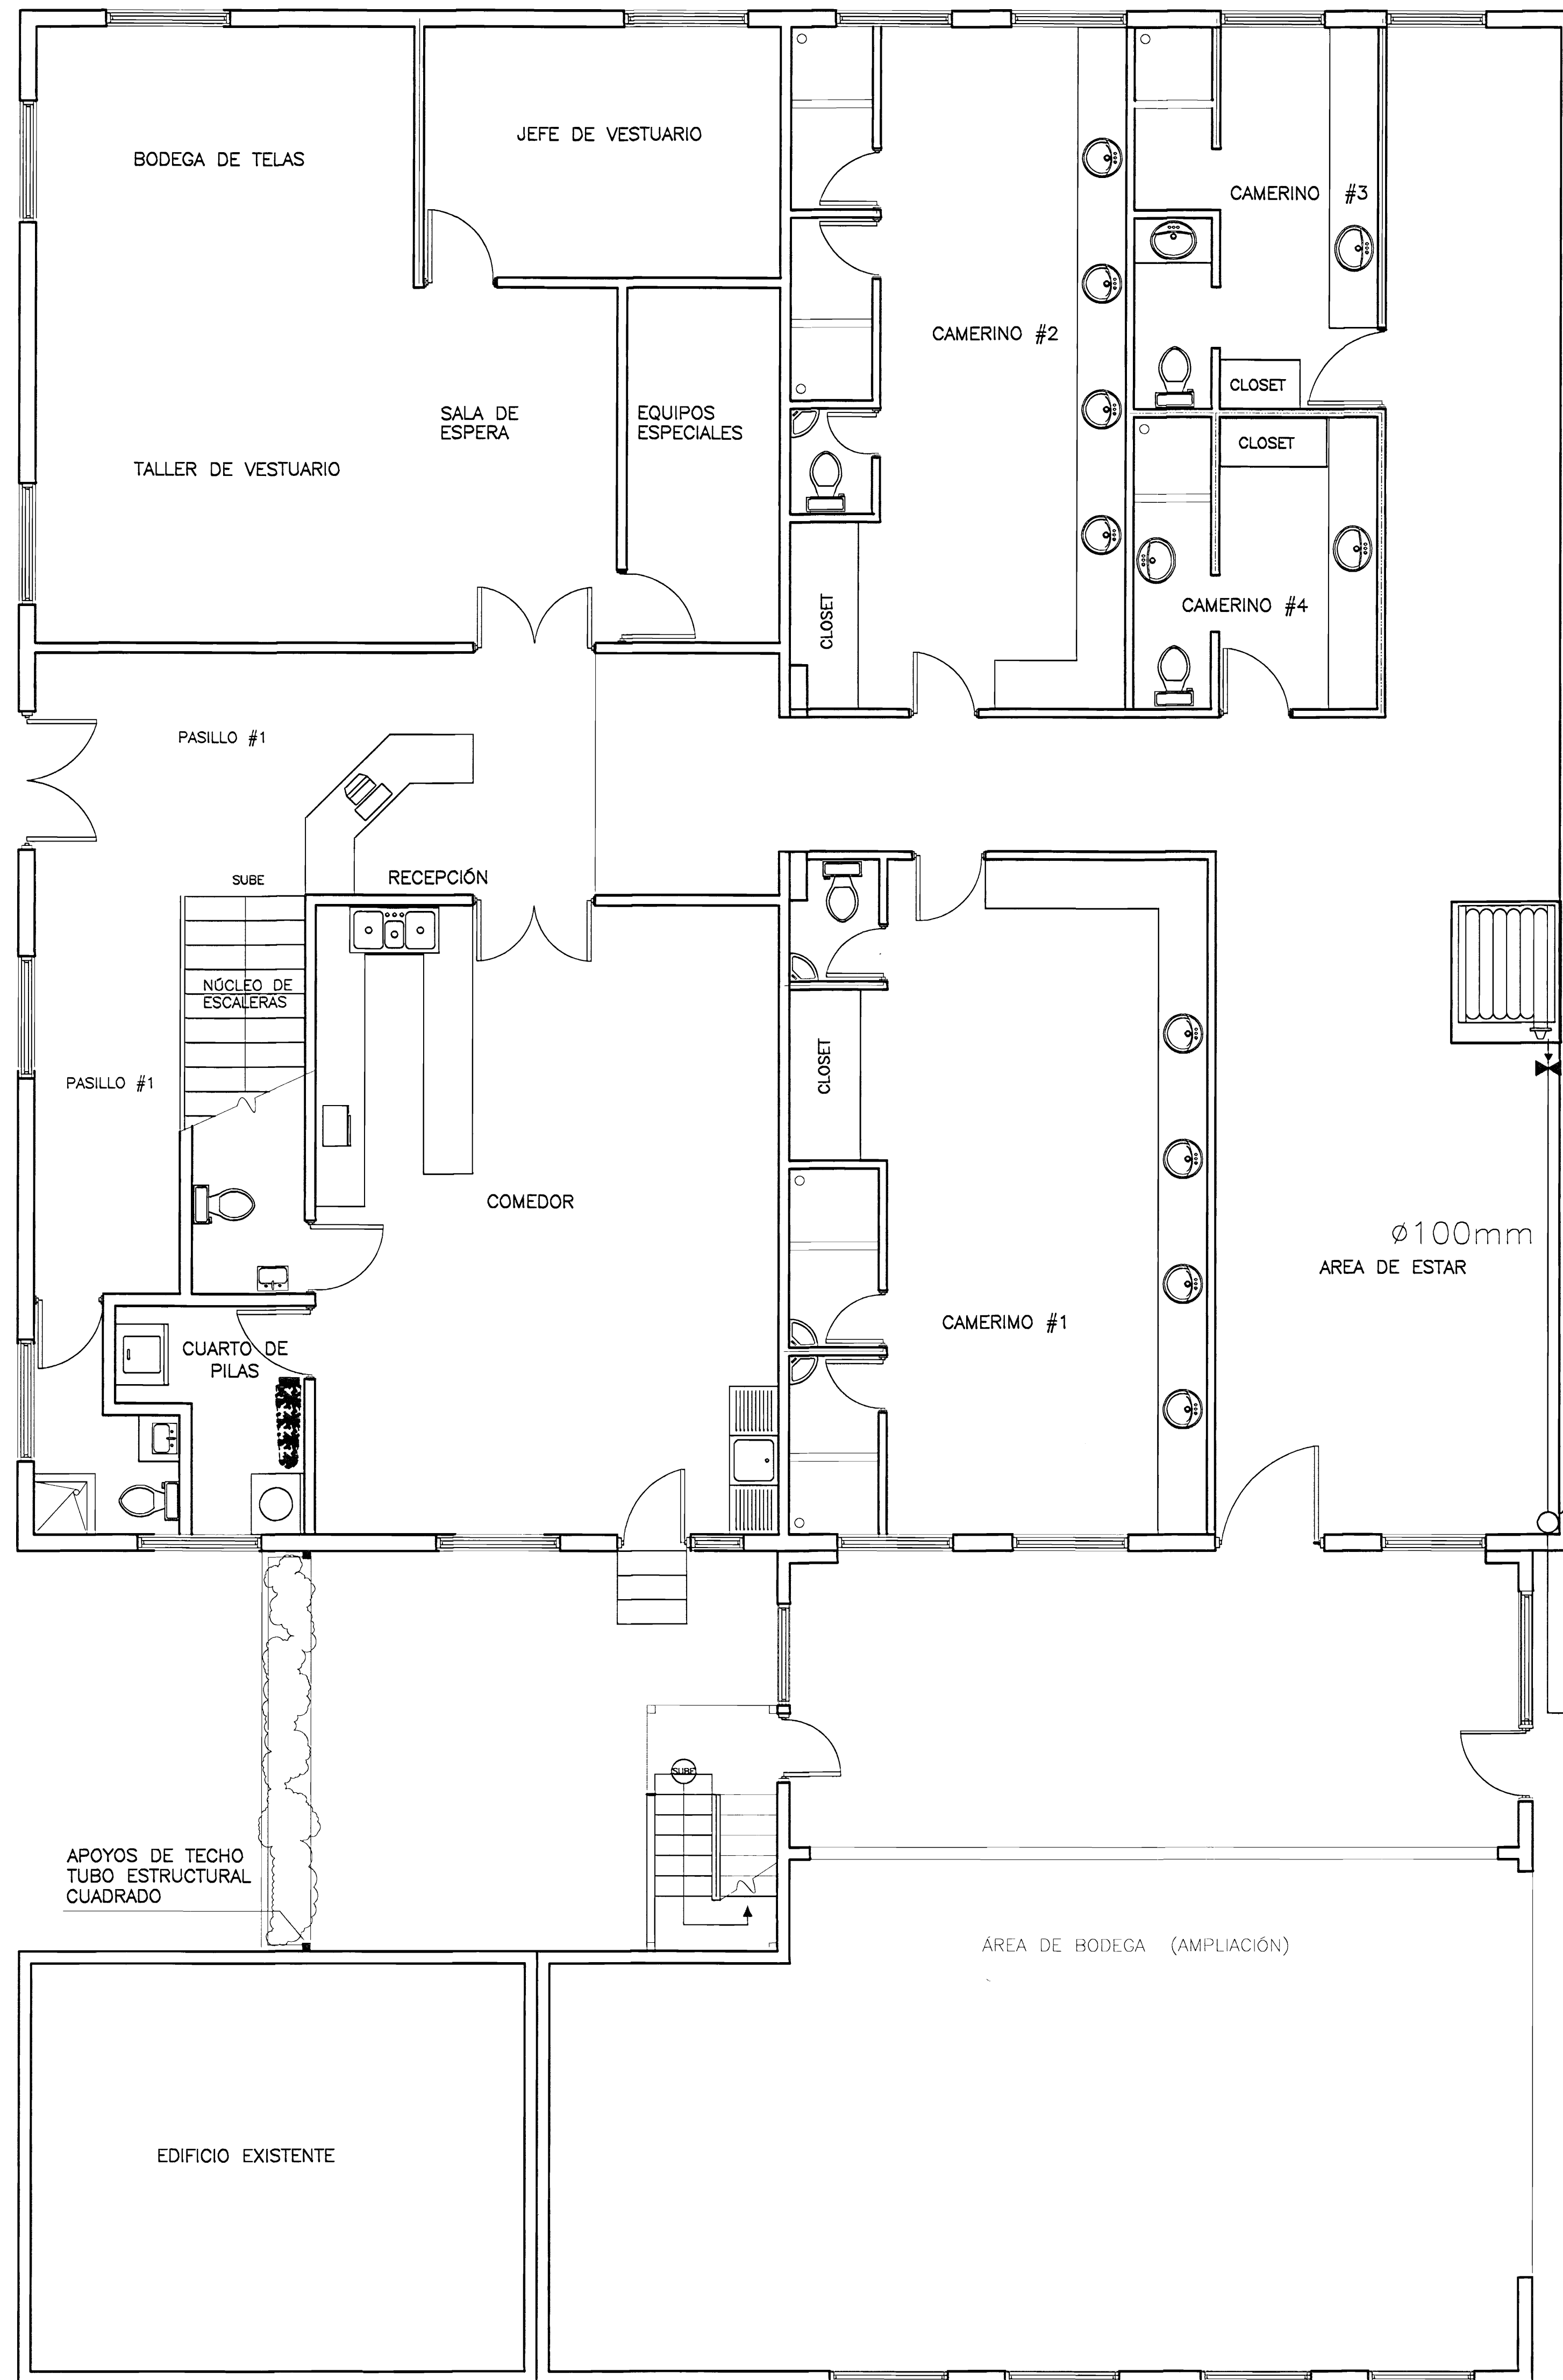 JEFE DE VESTUARIO
BODEGA DE TELAS
CAMERINO #3
CAMERINO #2
CLOSET
SALA DE
ESPERA
EQUIPOS
ESPECIALES
CLOSET
TALLER DE VESTUARIO
CLOSET
CAMERINO #4
PASILLO #1
SUBE
RECEPCIÓN
NÚCLEO DE
ESCALERAS
CLOSET
PASILLO #1
COMEDOR
ø100mm
AREA DE ESTAR
CAMERIMO #1
CUARTO DE
PILAS
SUBE
APOYOS DE TECHO
TUBO ESTRUCTURAL
CUADRADO
ÁREA DE BODEGA (AMPLIACIÓN)
EDIFICIO EXISTENTE